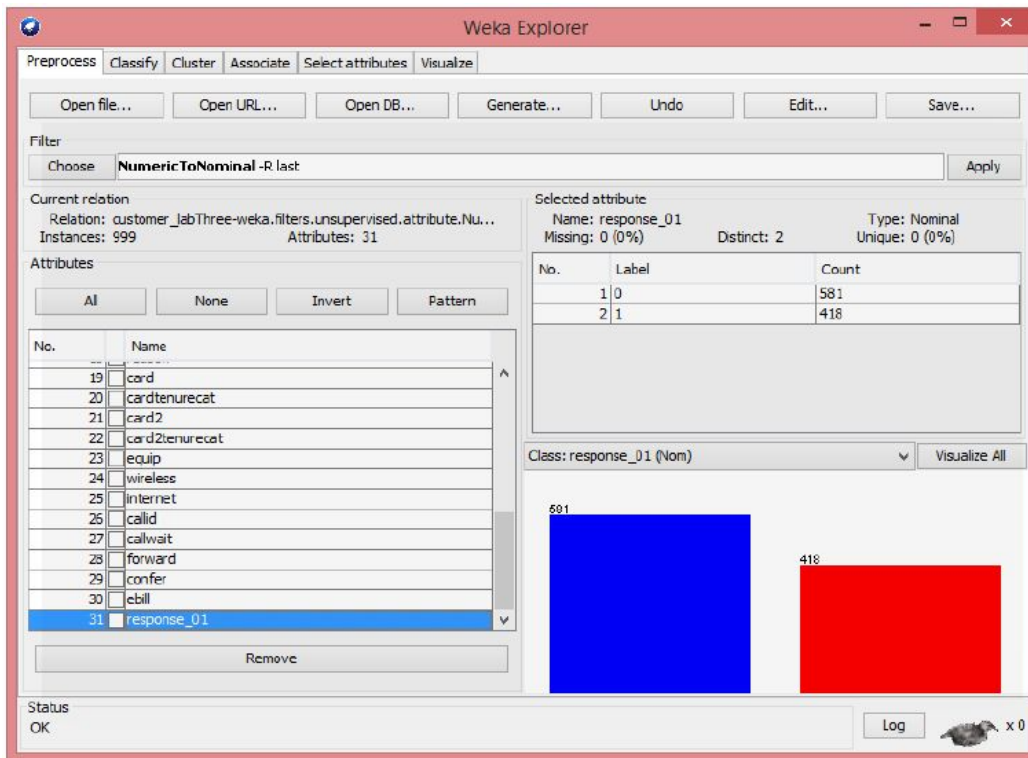 Weka Explorer
Preprocess Classify Cluster Associate Select attributes Visualize
Open file... Open URL... Open DB... Generate... Undo Edit... Save...
Filter
Choose NumericToNominal -R last Apply
Current relation
Relation: customer_labThree-weka.filters.unsupervised.attribute.Nu...
Instances: 999 Attributes: 31
Attributes
All None Invert Pattern
No. Name
19 card
20 cardtenurecat
21 card2
22 card2tenurecat
23 equip
24 wireless
25 internet
26 callid
27 callwait
28 forward
29 confer
30 ebill
31 response_01
Remove
Selected attribute
Name: response_01 Type: Nominal
Missing: 0 (0%) Distinct: 2 Unique: 0 (0%)
No. Label Count
1 0 581
2 1 418
Class: response_01 (Nom) Visualize All
581
418
Status
OK
Log x 0